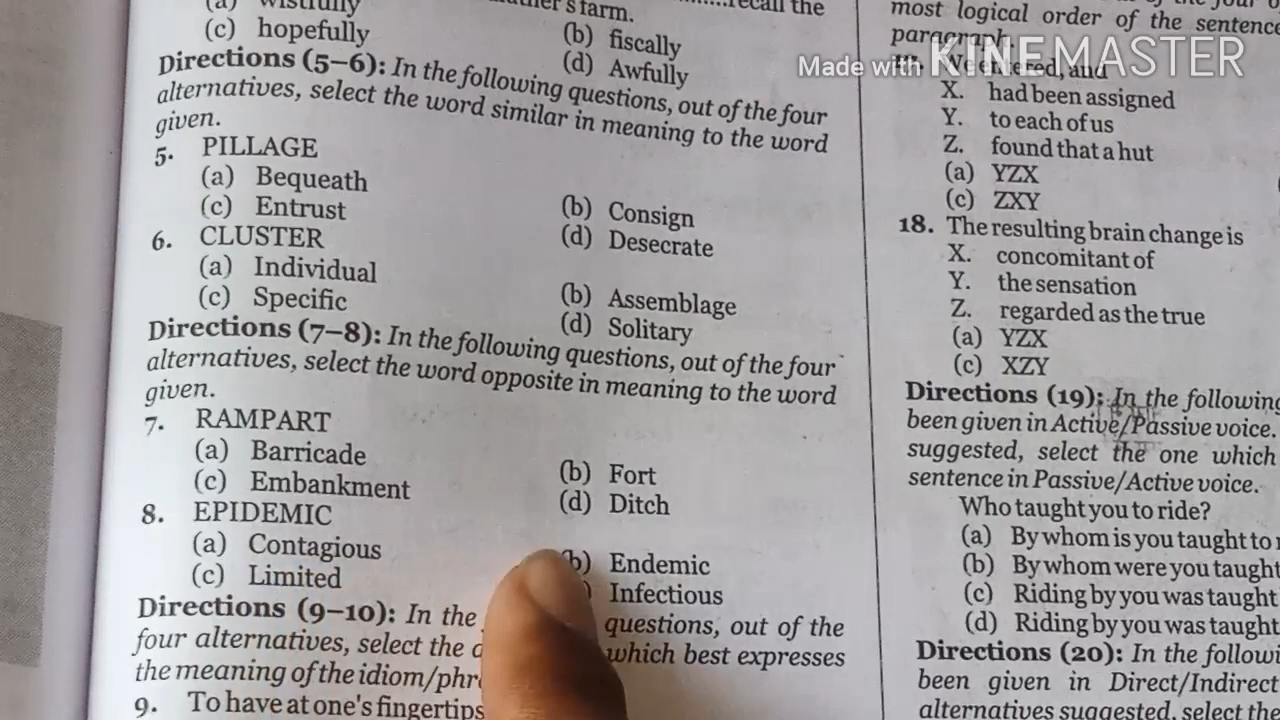 (a) wistfully
(c) hopefully
farm.
(b) fiscally
(d) Awfully
Directions (5–6): In the following questions, out of the four
alternatives, select the word similar in meaning to the word
given.
5. PILLAGE
(a) Bequeath
(b) Consign
(c) Entrust
(d) Desecrate
6. CLUSTER
(a) Individual
(b) Assemblage
(c) Specific
(d) Solitary
Directions (7–8): In the following questions, out of the four
alternatives, select the word opposite in meaning to the word
given.
7. RAMPART
(a) Barricade
(b) Fort
(c) Embankment
(d) Ditch
8. EPIDEMIC
(a) Contagious
(b) Endemic
(c) Limited
Infectious
Directions (9–10): In the questions, out of the
four alternatives, select the which best expresses
the meaning of the idiom/
9. To have at one's fingertips
recall the
most logical order of the sentence
paragraph.
Made with KINEMASTER
and
X. had been assigned
Y. to each of us
Z. found that a hut
(a) YZX
(c) ZXY
18. The resulting brain change is
X. concomitant of
Y. the sensation
Z. regarded as the true
(a) YZX
(c) XZY
Directions (19): In the following
been given in Active/Passive voice.
suggested, select the one which
sentence in Passive/Active voice.
Who taught you to ride?
(a) By whom is you taught to
(b) By whom were you taught
(c) Riding by you was taught
(d) Riding by you was taught
Directions (20): In the
been given in Direct/Indirect
alternatives suggested, select the